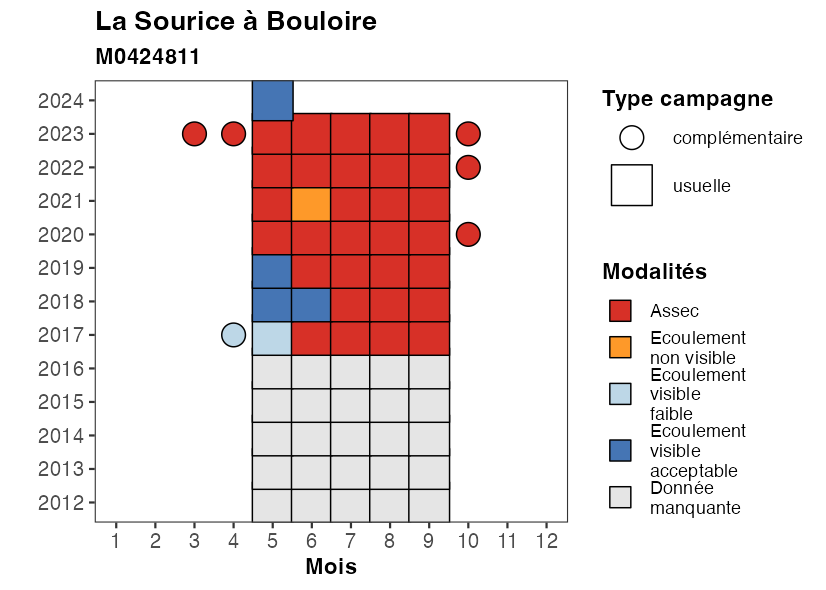 La Sourice à Bouloire
M0424811
2024
2023
2022
2021
2020
2019
2018
2017
2016
2015
2014
2013
2012
1 2 3 4 5 6 7 8 9 10 11 12
Mois
Type campagne
complémentaire
usuelle
Modalités
Assec
Ecoulement
non visible
Ecoulement
visible
faible
Ecoulement
visible
acceptable
Donnée
manquante